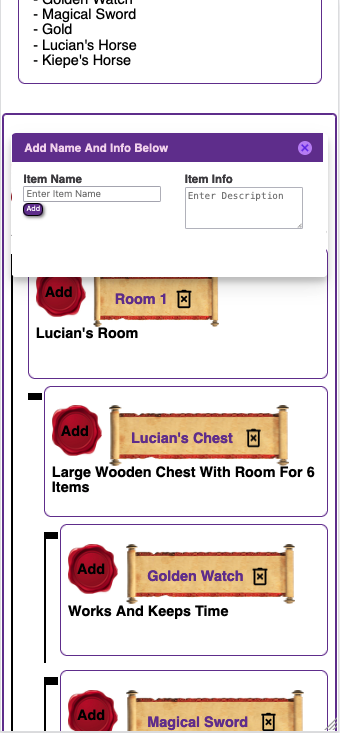 - Golden Watch
- Magical Sword
- Gold
- Lucian's Horse
- Kiepe's Horse
Add Name And Info Below
Item Name
Item Info
Enter Item Name
Enter Description
Add
Add
Room 1
Lucian's Room
Add
Lucian's Chest
Large Wooden Chest With Room For 6
Items
Add
Golden Watch
Works And Keeps Time
Add
Magical Sword